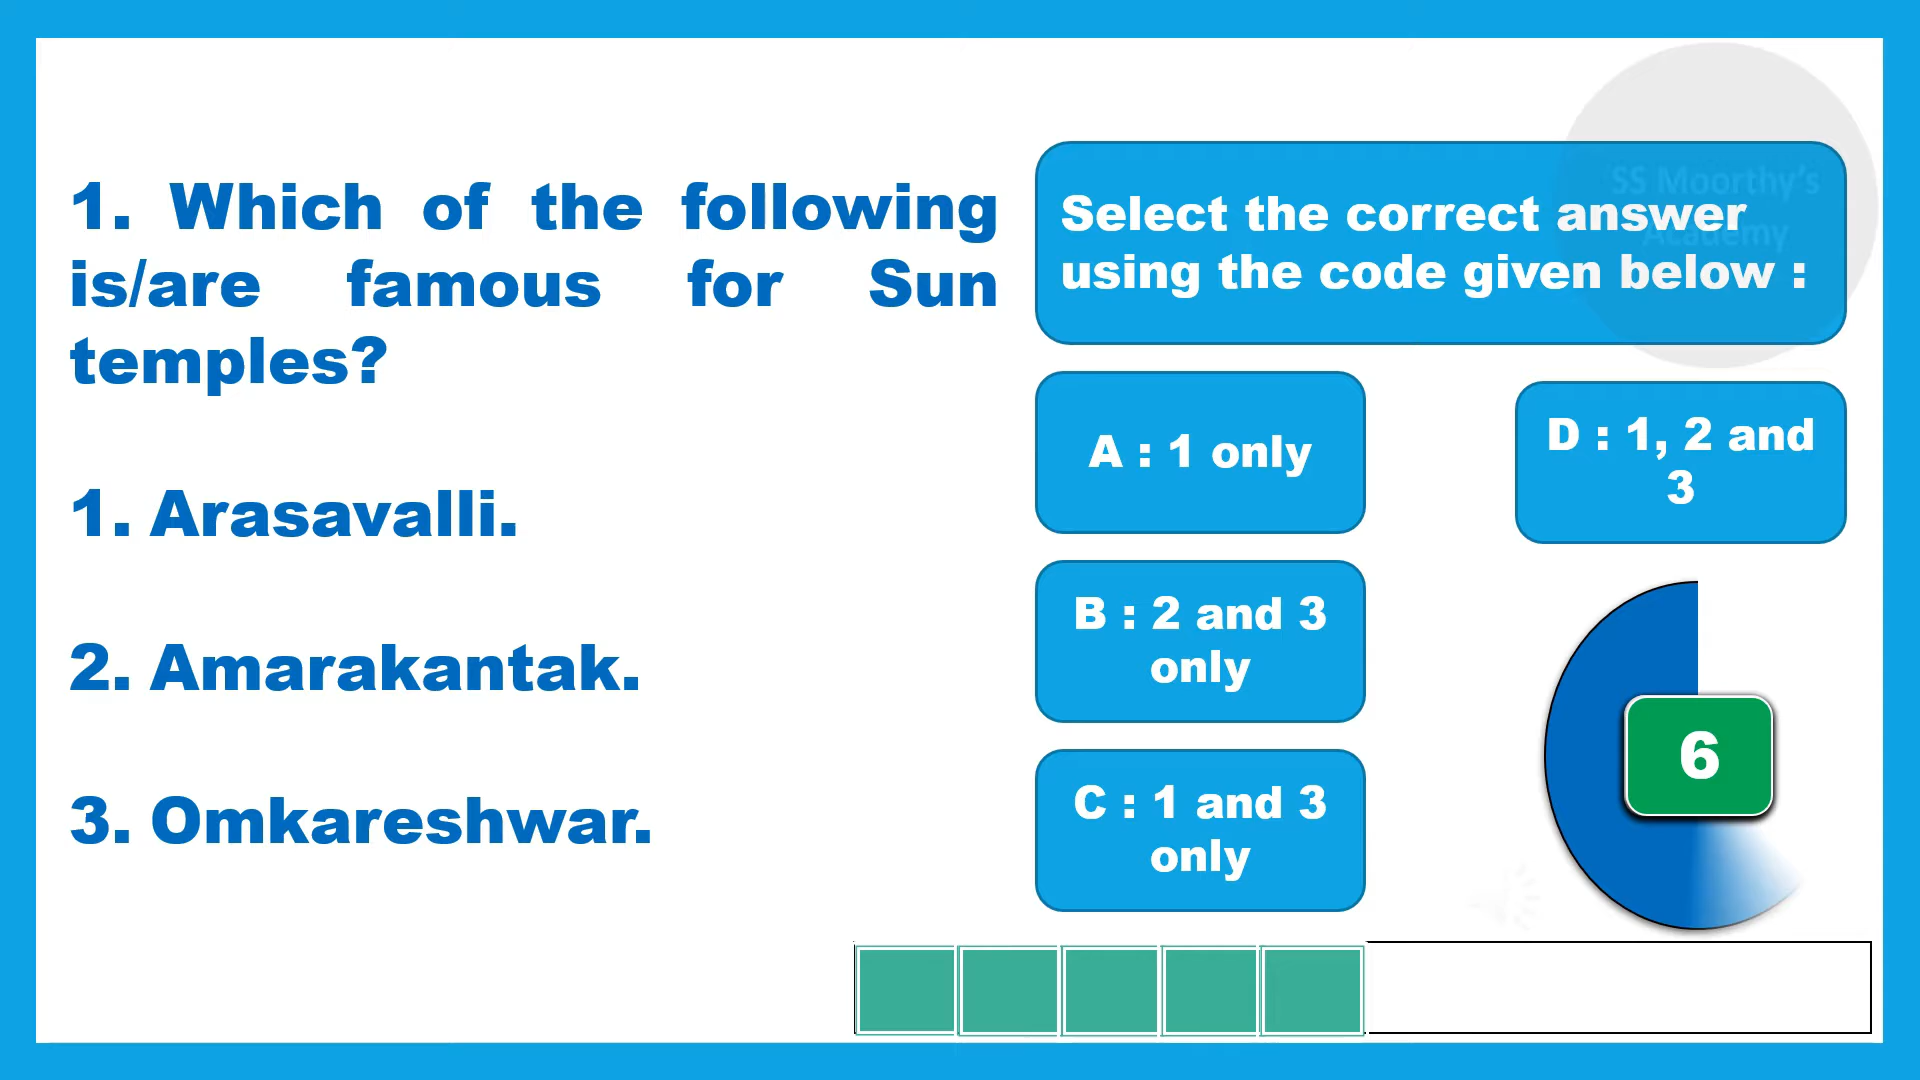 1. Which of the following
is/are famous for Sun
temples?
1. Arasavalli.
2. Amarakantak.
3. Omkareshwar.
SS Moorthy's
Academy
Select the correct answer
using the code given below :
A : 1 only
B : 2 and 3
only
C : 1 and 3
only
D : 1, 2 and
3
6